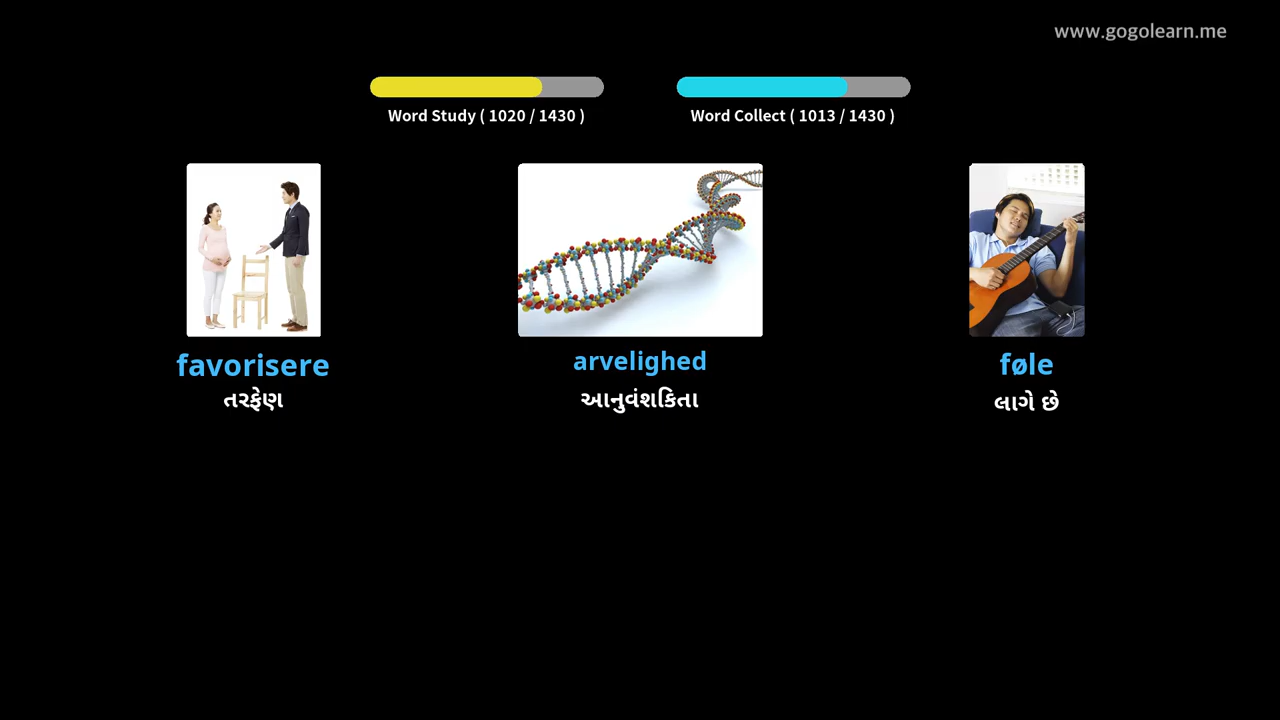 www.gogolearn.me
Word Study ( 1020 / 1430 )
Word Collect ( 1013 / 1430 )
favorisere
arvelighed
føle
તરફેણ
આનુવંશકિતા
લાગે છે